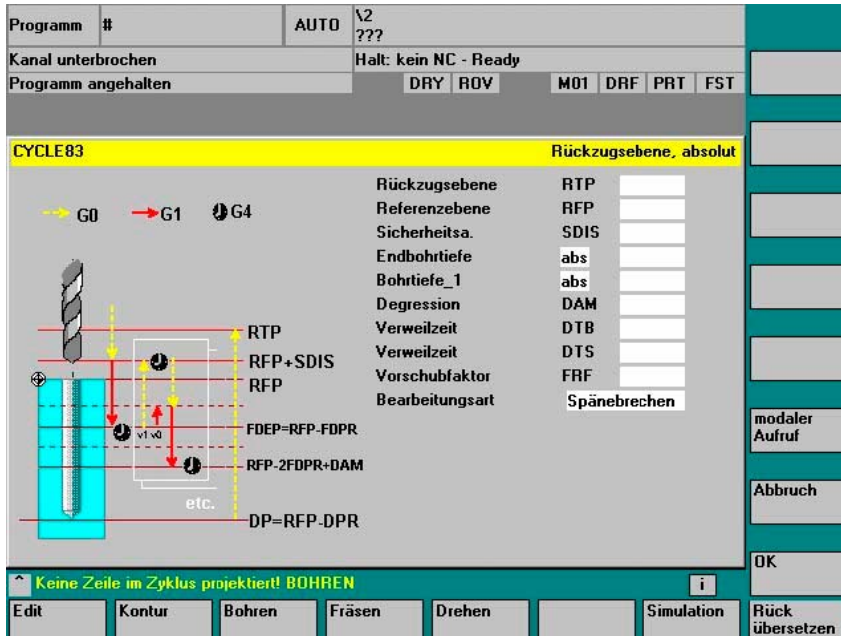 Programm # AUTO \2
???
Kanal unterbrochen Halt: kein NC - Ready
Programm angehalten DRY ROV M01 DRF PRT FST
CYCLE83 Rückzugsebene, absolut
G0 G1 G4
Rückzugsebene RTP
Referenzebene RFP
Sicherheitsa. SDIS
Endbohrtiefe abs
Bohrtiefe_1 abs
Degression DAM
Verweilzeit DTB
Verweilzeit DTS
Vorschubfaktor FRF
Bearbeitungsart Spänebrechen
RTP
RFP+SDIS
RFP
FDEP=RFP-FDPR
v1 v0
RFP-2FDPR+DAM
etc.
DP=RFP-DPR
modaler
Aufruf
Abbruch
OK
^ Keine Zeile im Zyklus projektiert! BOHREN i
Edit Kontur Bohren Fräsen Drehen Simulation Rück
übersetzen